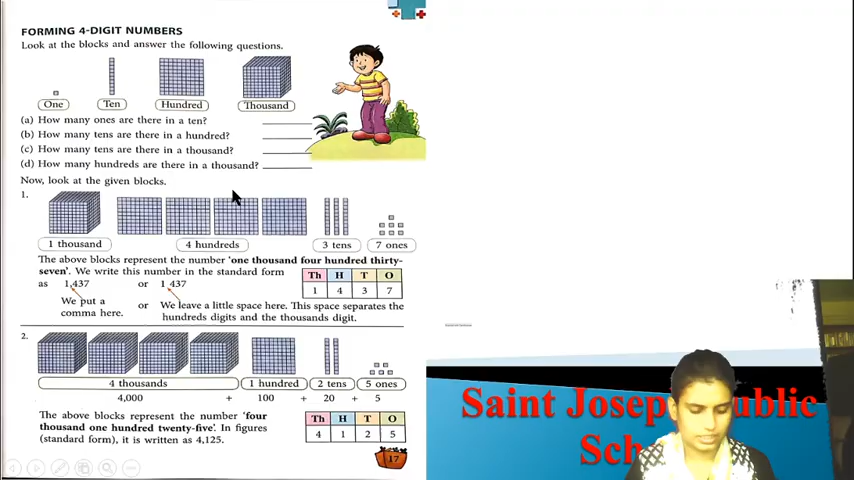 FORMING 4-DIGIT NUMBERS
Look at the blocks and answer the following questions.
One Ten Hundred Thousand
(a) How many ones are there in a ten?
(b) How many tens are there in a hundred?
(c) How many tens are there in a thousand?
(d) How many hundreds are there in a thousand?
Now, look at the given blocks.
1.
1 thousand 4 hundreds 3 tens 7 ones
The above blocks represent the number 'one thousand four hundred thirty-
seven'. We write this number in the standard form
as 1,437 or 1 437
Th H T O
1 4 3 7
We put a
comma here.
or We leave a little space here. This space separates the
hundreds digits and the thousands digit.
2.
4 thousands 1 hundred 2 tens 5 ones
4,000 + 100 + 20 + 5
The above blocks represent the number 'four
thousand one hundred twenty-five'. In figures
(standard form), it is written as 4,125.
Th H T O
4 1 2 5
17
Saint Josep Public
Sch